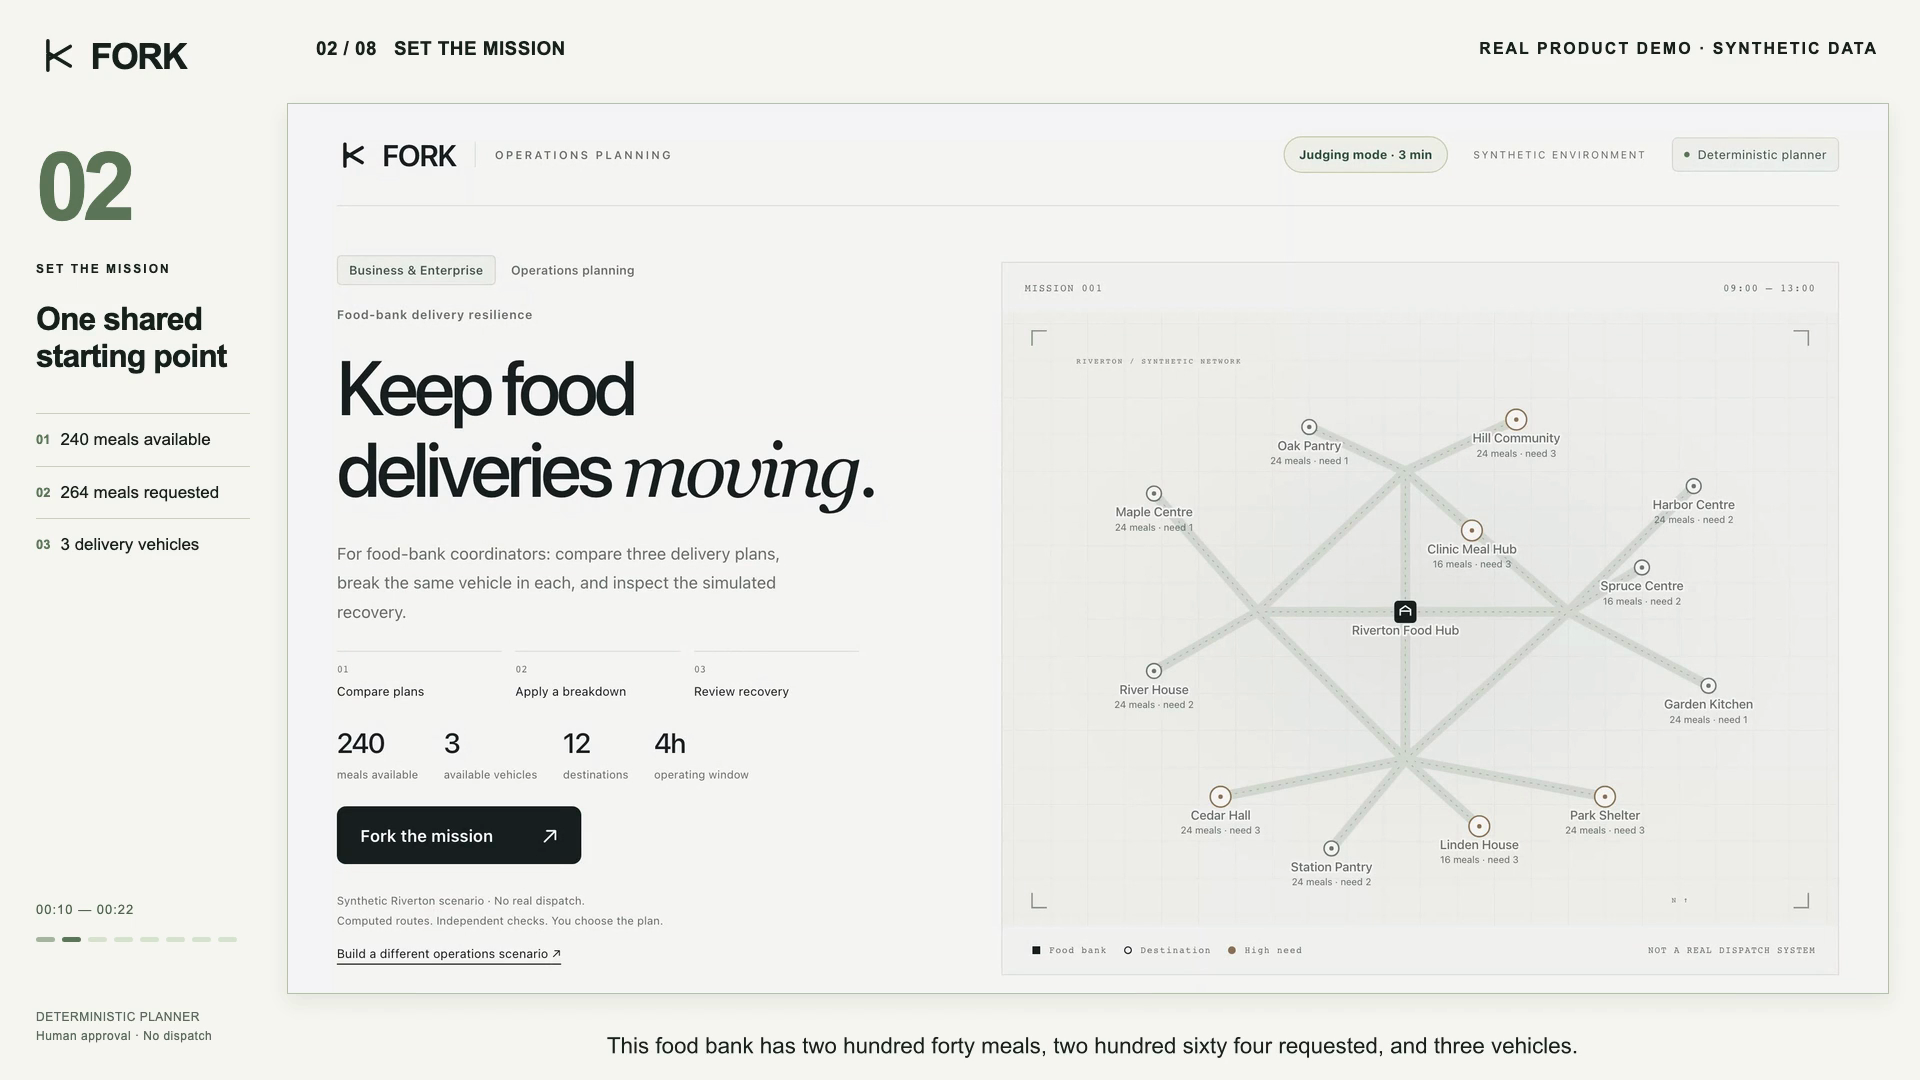 FORK
02 / 08 SET THE MISSION
REAL PRODUCT DEMO · SYNTHETIC DATA
02
SET THE MISSION
One shared
starting point
01 240 meals available
02 264 meals requested
03 3 delivery vehicles
00:10 — 00:22
DETERMINISTIC PLANNER
Human approval · No dispatch
FORK
OPERATIONS PLANNING
Judging mode · 3 min
SYNTHETIC ENVIRONMENT
Deterministic planner
Business & Enterprise
Operations planning
Food-bank delivery resilience
Keep food
deliveries moving.
For food-bank coordinators: compare three delivery plans,
break the same vehicle in each, and inspect the simulated
recovery.
01
Compare plans
02
Apply a breakdown
03
Review recovery
240
meals available
3
available vehicles
12
destinations
4h
operating window
Fork the mission ↗
Synthetic Riverton scenario · No real dispatch.
Computed routes. Independent checks. You choose the plan.
Build a different operations scenario ↗
MISSION 001
09:00 — 13:00
RIVERTON / SYNTHETIC NETWORK
Oak Pantry
24 meals · need 1
Hill Community
24 meals · need 3
Maple Centre
24 meals · need 1
Harbor Centre
24 meals · need 2
Clinic Meal Hub
16 meals · need 3
Spruce Centre
16 meals · need 2
Riverton Food Hub
River House
24 meals · need 2
Garden Kitchen
24 meals · need 1
Cedar Hall
24 meals · need 3
Park Shelter
24 meals · need 3
Linden House
16 meals · need 3
Station Pantry
24 meals · need 2
N ↑
Food bank
Destination
High need
NOT A REAL DISPATCH SYSTEM
This food bank has two hundred forty meals, two hundred sixty four requested, and three vehicles.